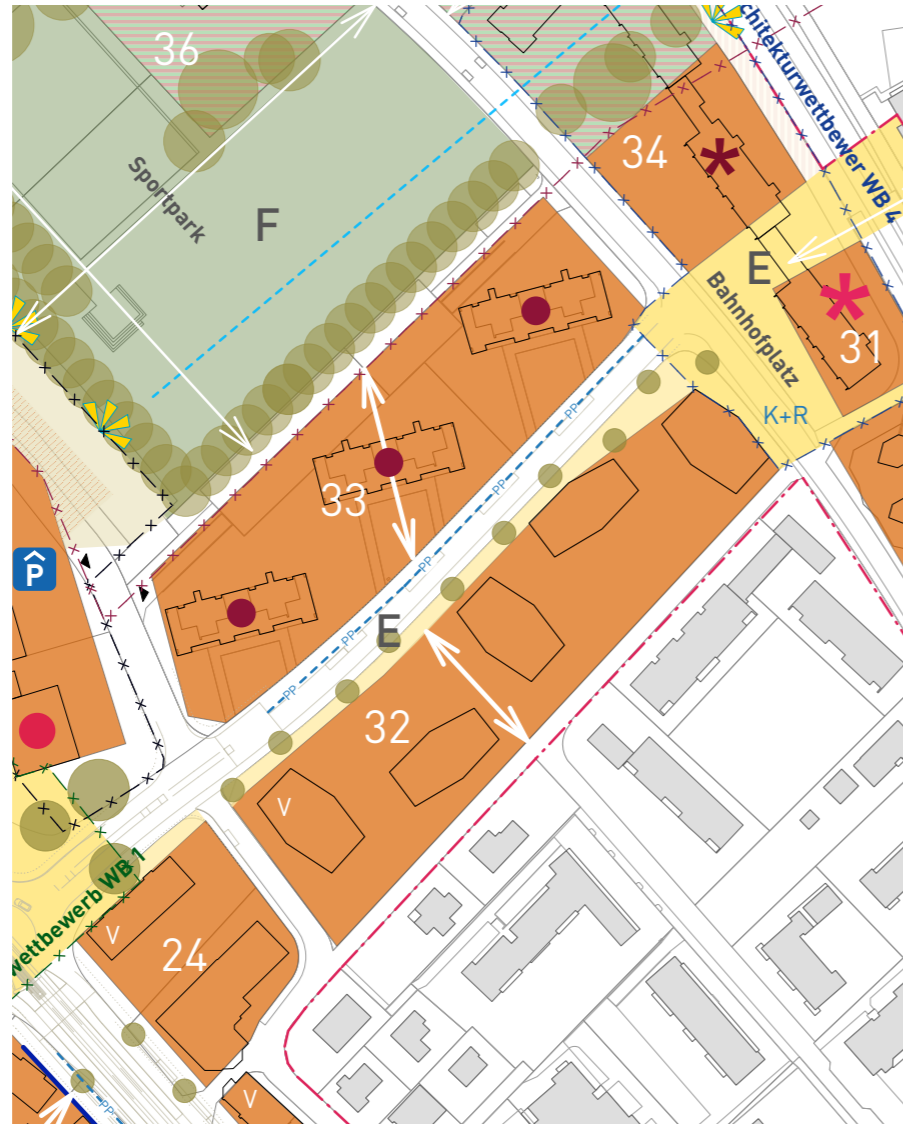 36
chitekturwettbewer WB 4
Sportpark
F
34
*
E
Bahnhofplatz
*
31
K+R
PP
PP
33
PP
P
PP
E
PP
32
V
wettbewerb WB 1
V
24
V
PP